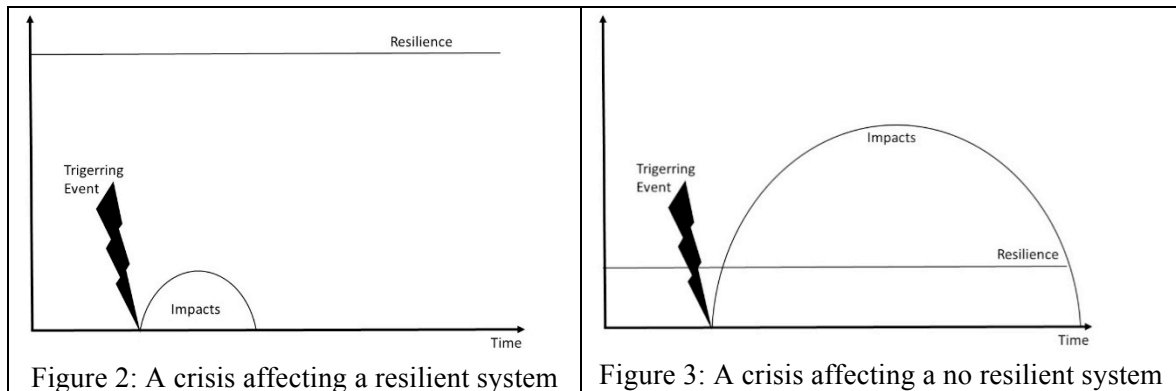 Resilience
Trigerring
Event
Impacts
Time
Figure 2: A crisis affecting a resilient system
Impacts
Trigerring
Event
Resilience
Time
Figure 3: A crisis affecting a no resilient system